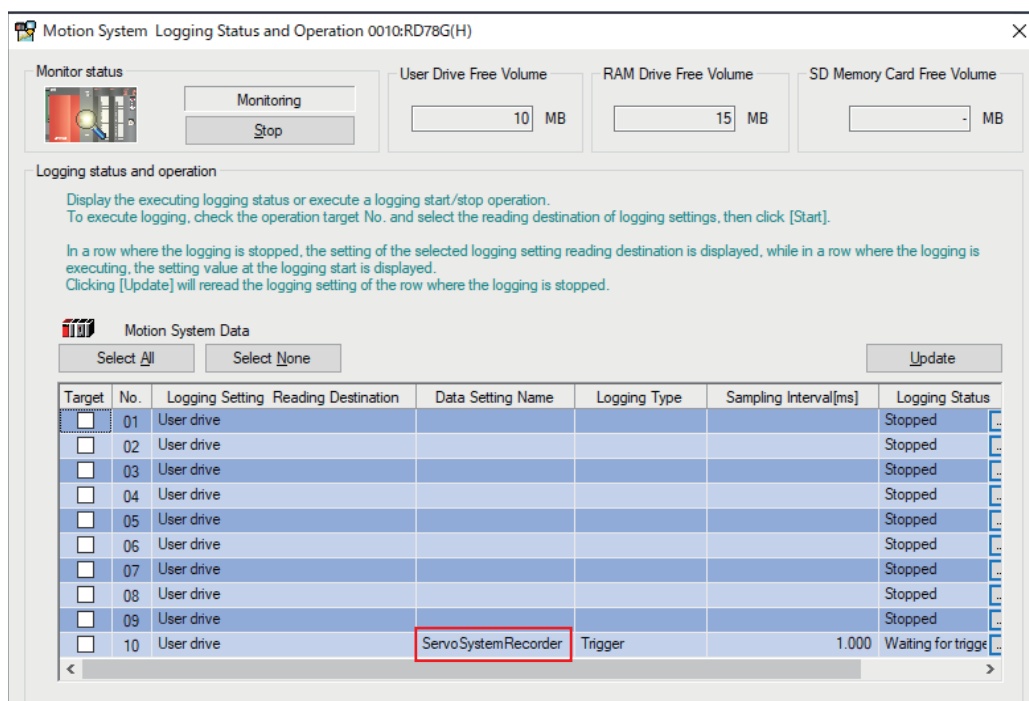 Motion System Logging Status and Operation 0010:RD78G(H)
Monitor status
Monitoring
Stop
User Drive Free Volume
10 MB
RAM Drive Free Volume
15 MB
SD Memory Card Free Volume
- MB
Logging status and operation
Display the executing logging status or execute a logging start/stop operation.
To execute logging, check the operation target No. and select the reading destination of logging settings, then click [Start].
In a row where the logging is stopped, the setting of the selected logging setting reading destination is displayed, while in a row where the logging is
executing, the setting value at the logging start is displayed.
Clicking [Update] will reread the logging setting of the row where the logging is stopped.
Motion System Data
Select All Select None Update
Target No. Logging Setting Reading Destination Data Setting Name Logging Type Sampling Interval[ms] Logging Status
01 User drive Stopped ..
02 User drive Stopped ..
03 User drive Stopped ..
04 User drive Stopped ..
05 User drive Stopped ..
06 User drive Stopped ..
07 User drive Stopped ..
08 User drive Stopped ..
09 User drive Stopped ..
10 User drive ServoSystemRecorder Trigger 1.000 Waiting for trigge ..